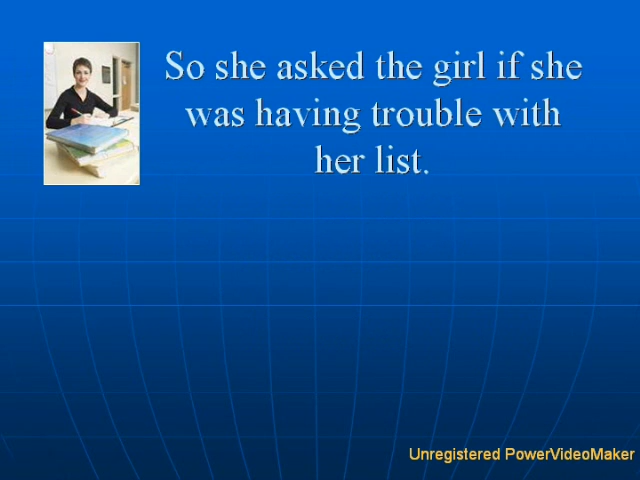 So she asked the girl if she
was having trouble with
her list.
Unregistered PowerVideoMaker